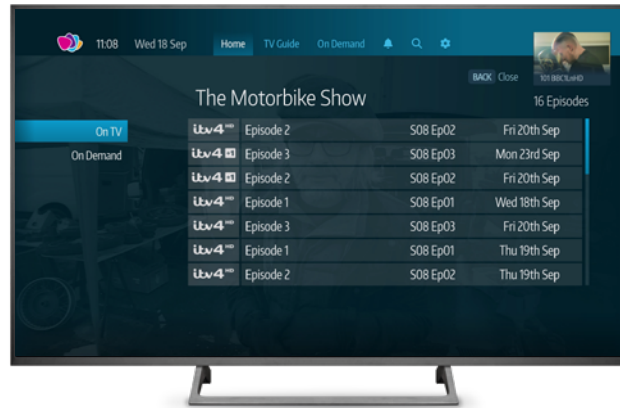 11:08 Wed 18 Sep Home TV Guide On Demand
BACK Close
101 BBC1LnHD
The Motorbike Show 16 Episodes
On TV
On Demand
itv4 HD Episode 2 S08 Ep02 Fri 20th Sep
itv4 +1 Episode 3 S08 Ep03 Mon 23rd Sep
itv4 +1 Episode 2 S08 Ep02 Fri 20th Sep
itv4 HD Episode 1 S08 Ep01 Wed 18th Sep
itv4 HD Episode 3 S08 Ep03 Fri 20th Sep
itv4 HD Episode 1 S08 Ep01 Thu 19th Sep
itv4 HD Episode 2 S08 Ep02 Thu 19th Sep